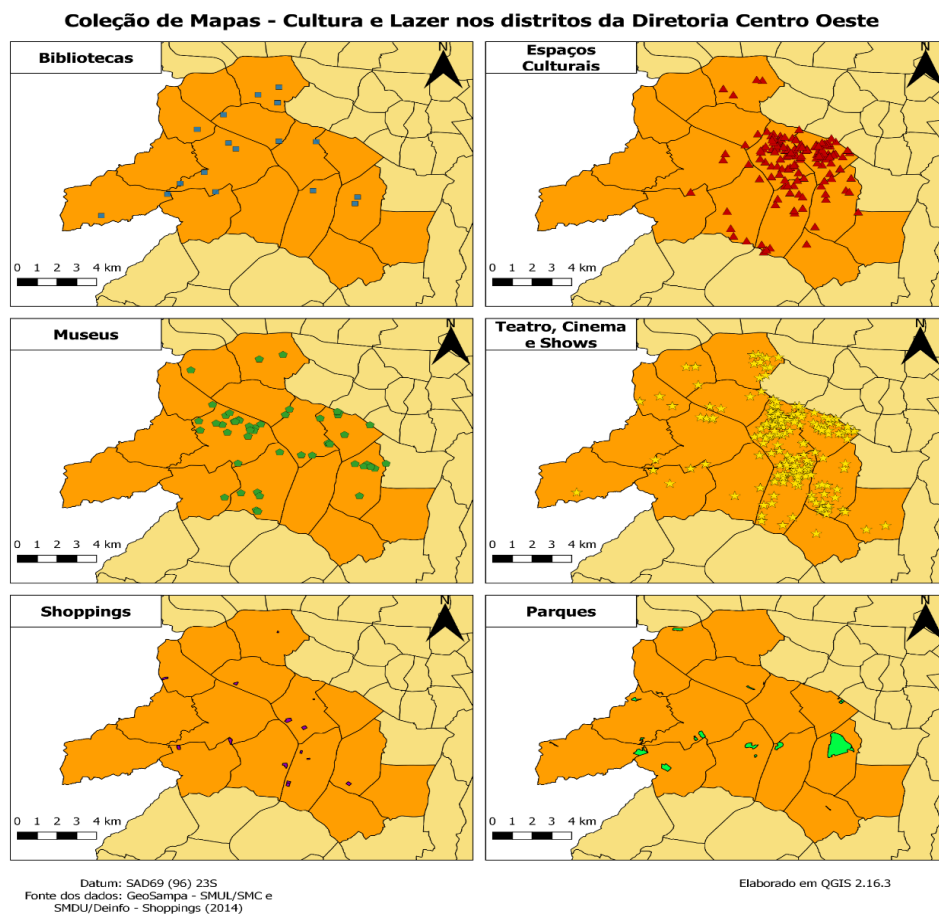 Coleção de Mapas - Cultura e Lazer nos distritos da Diretoria Centro Oeste
Bibliotecas
N
0 1 2 3 4 km
Espaços
Culturais
N
0 1 2 3 4 km
Museus
N
0 1 2 3 4 km
Teatro, Cinema
e Shows
N
0 1 2 3 4 km
Shoppings
N
0 1 2 3 4 km
Parques
N
0 1 2 3 4 km
Datum: SAD69 (96) 23S
Fonte dos dados: GeoSampa - SMUL/SMC e
SMDU/Deinfo - Shoppings (2014)
Elaborado em QGIS 2.16.3